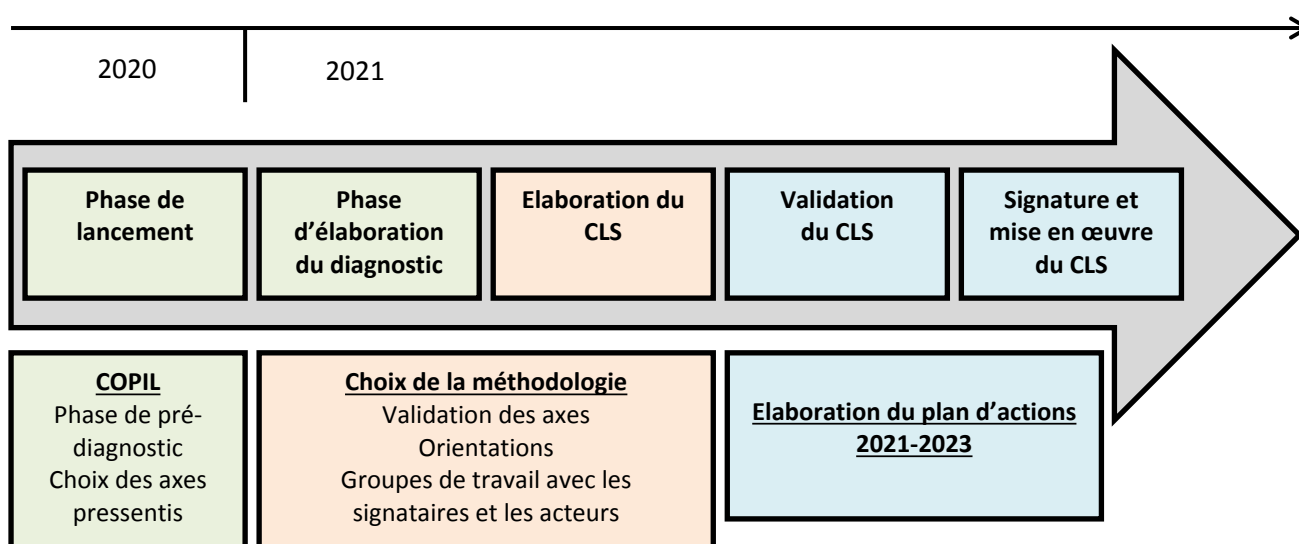 2020
2021
Phase de
lancement
Phase
d'élaboration
du diagnostic
Elaboration du
CLS
Validation
du CLS
Signature et
mise en œuvre
du CLS
COPIL
Phase de pré-
diagnostic
Choix des axes
pressentis
Choix de la méthodologie
Validation des axes
Orientations
Groupes de travail avec les
signataires et les acteurs
Elaboration du plan d'actions
2021-2023